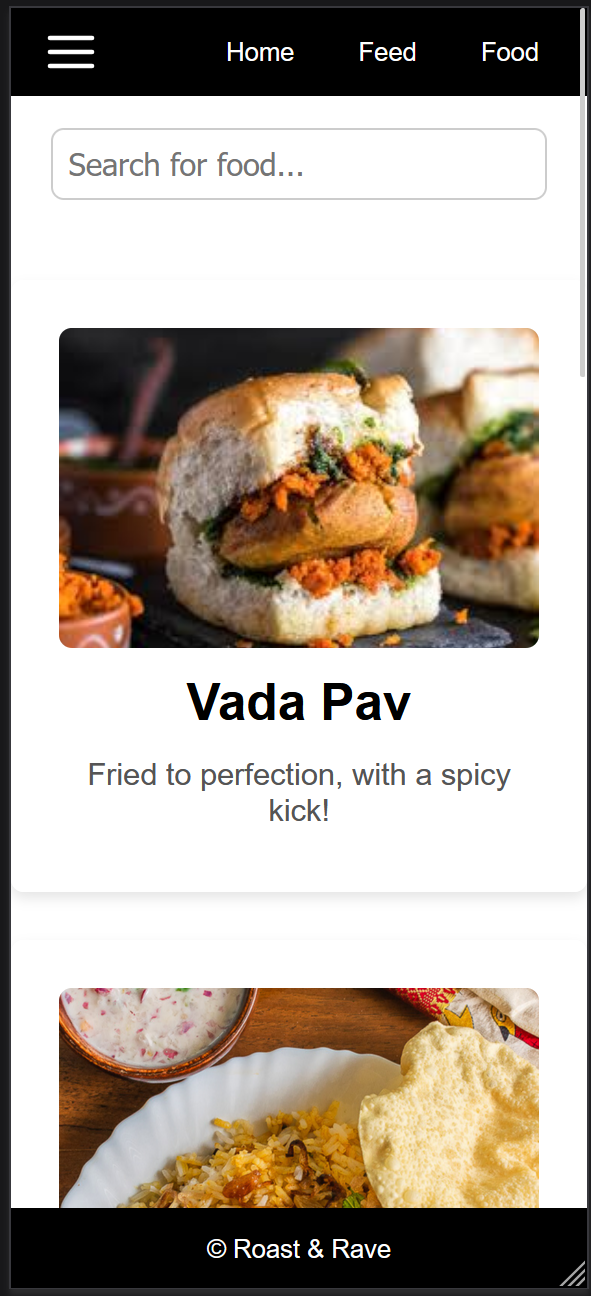 Home Feed Food
Search for food...
Vada Pav
Fried to perfection, with a spicy
kick!
© Roast & Rave